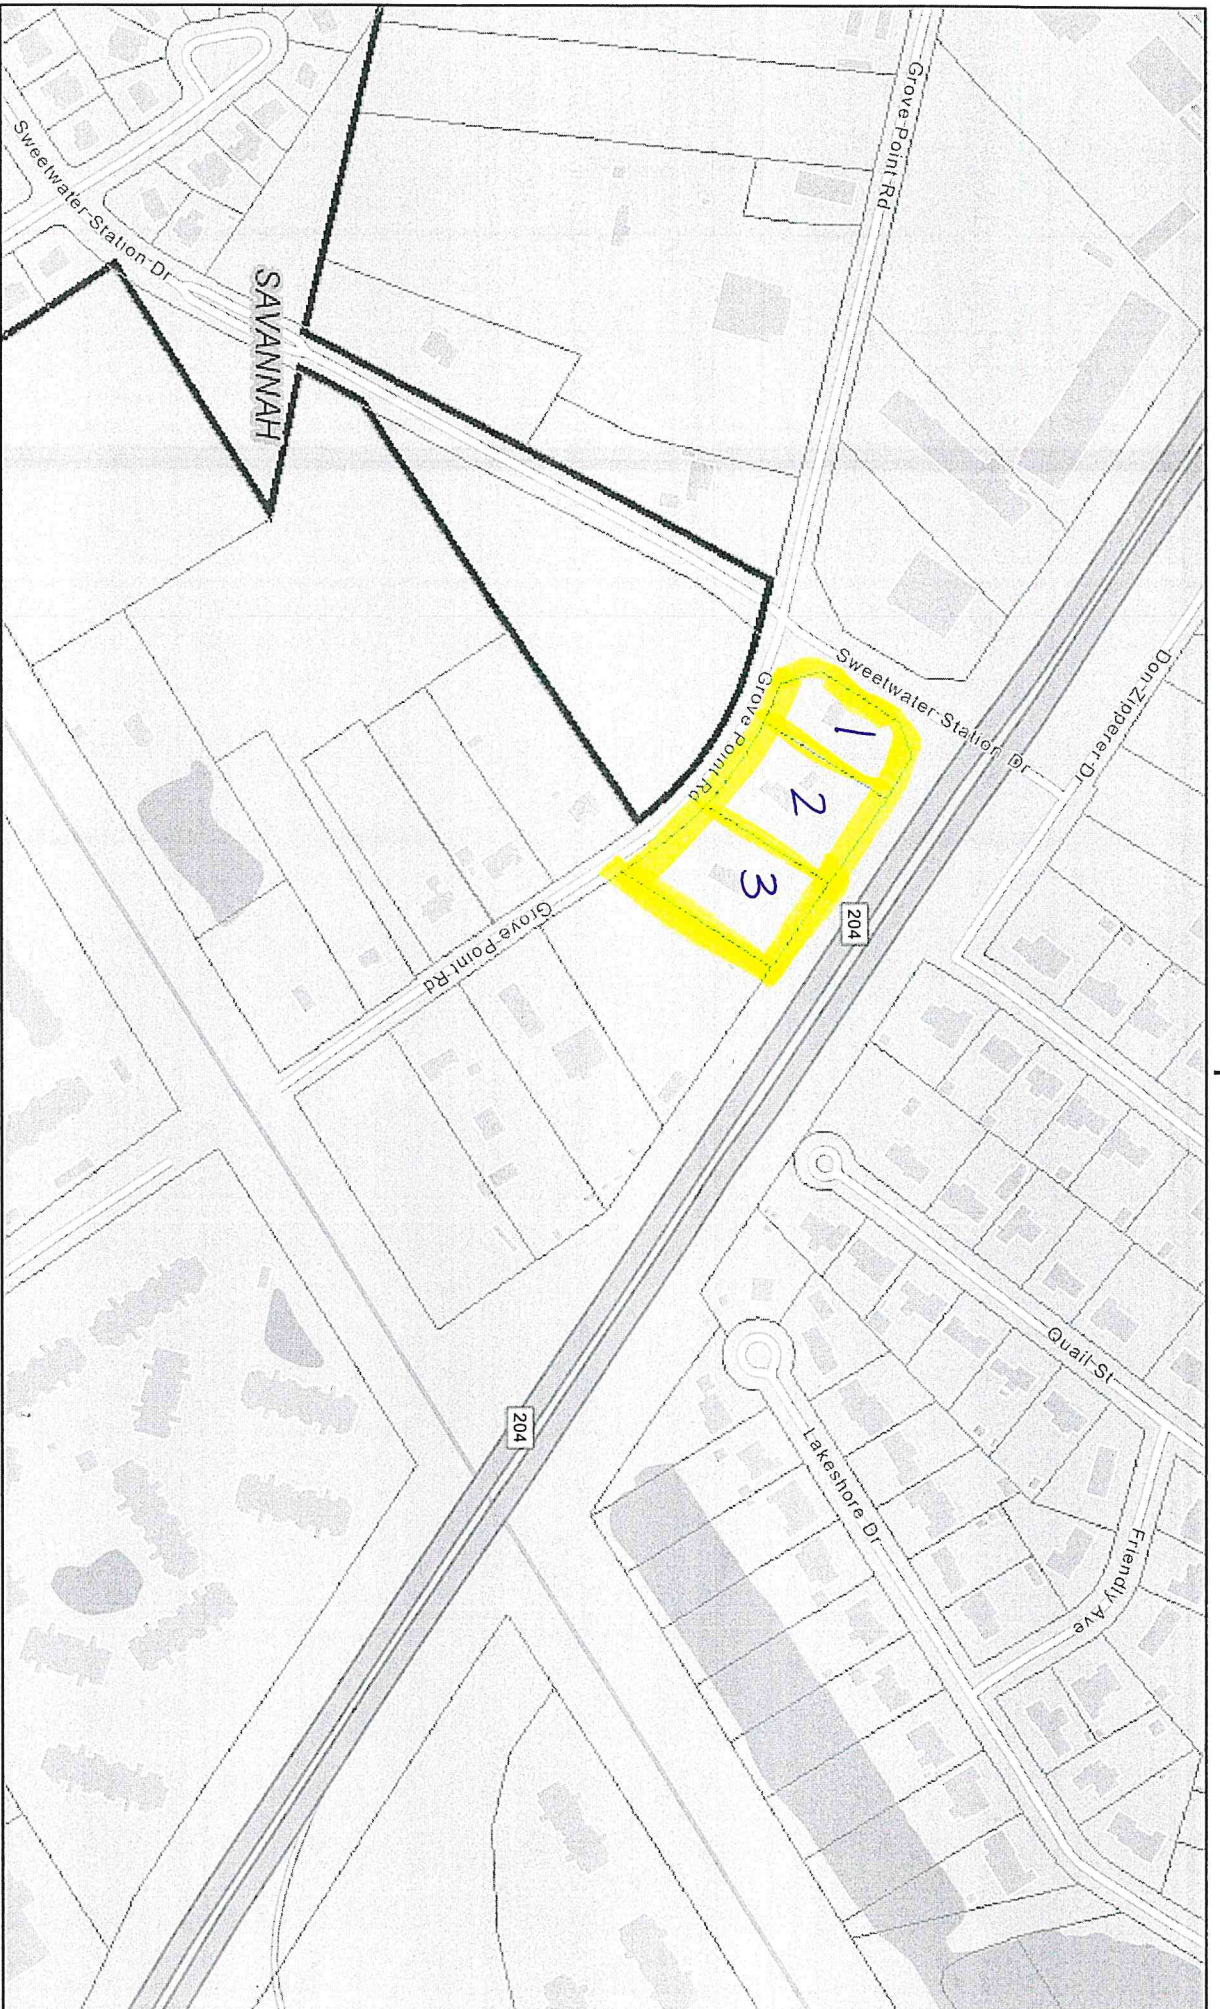 Grove Point Rd
Sweetwater Station Dr
SAVANNAH
Sweetwater Station Dr
Don Zipperer Dr
Grove Point Rd
1
2
3
204
Grove Point Rd
Quail St
Lakeshore Dr
Friendly Ave
204